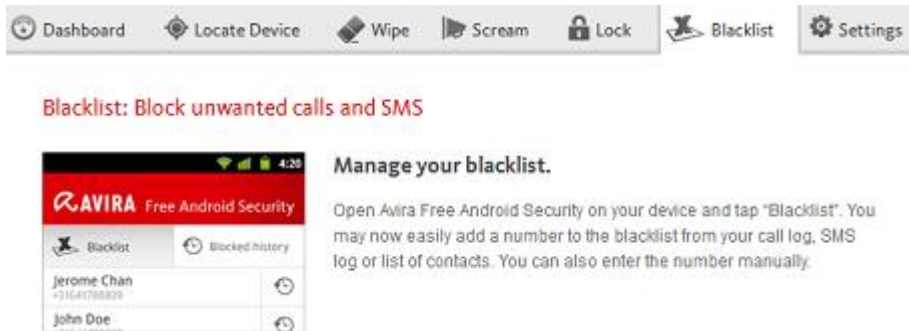 Dashboard Locate Device Wipe Scream Lock Blacklist Settings
Blacklist: Block unwanted calls and SMS
4:20
AVIRA Free Android Security
Blacklist Blocked history
Jerome Chan
John Doe
Manage your blacklist.
Open Avira Free Android Security on your device and tap “Blacklist”. You
may now easily add a number to the blacklist from your call log, SMS
log or list of contacts. You can also enter the number manually.